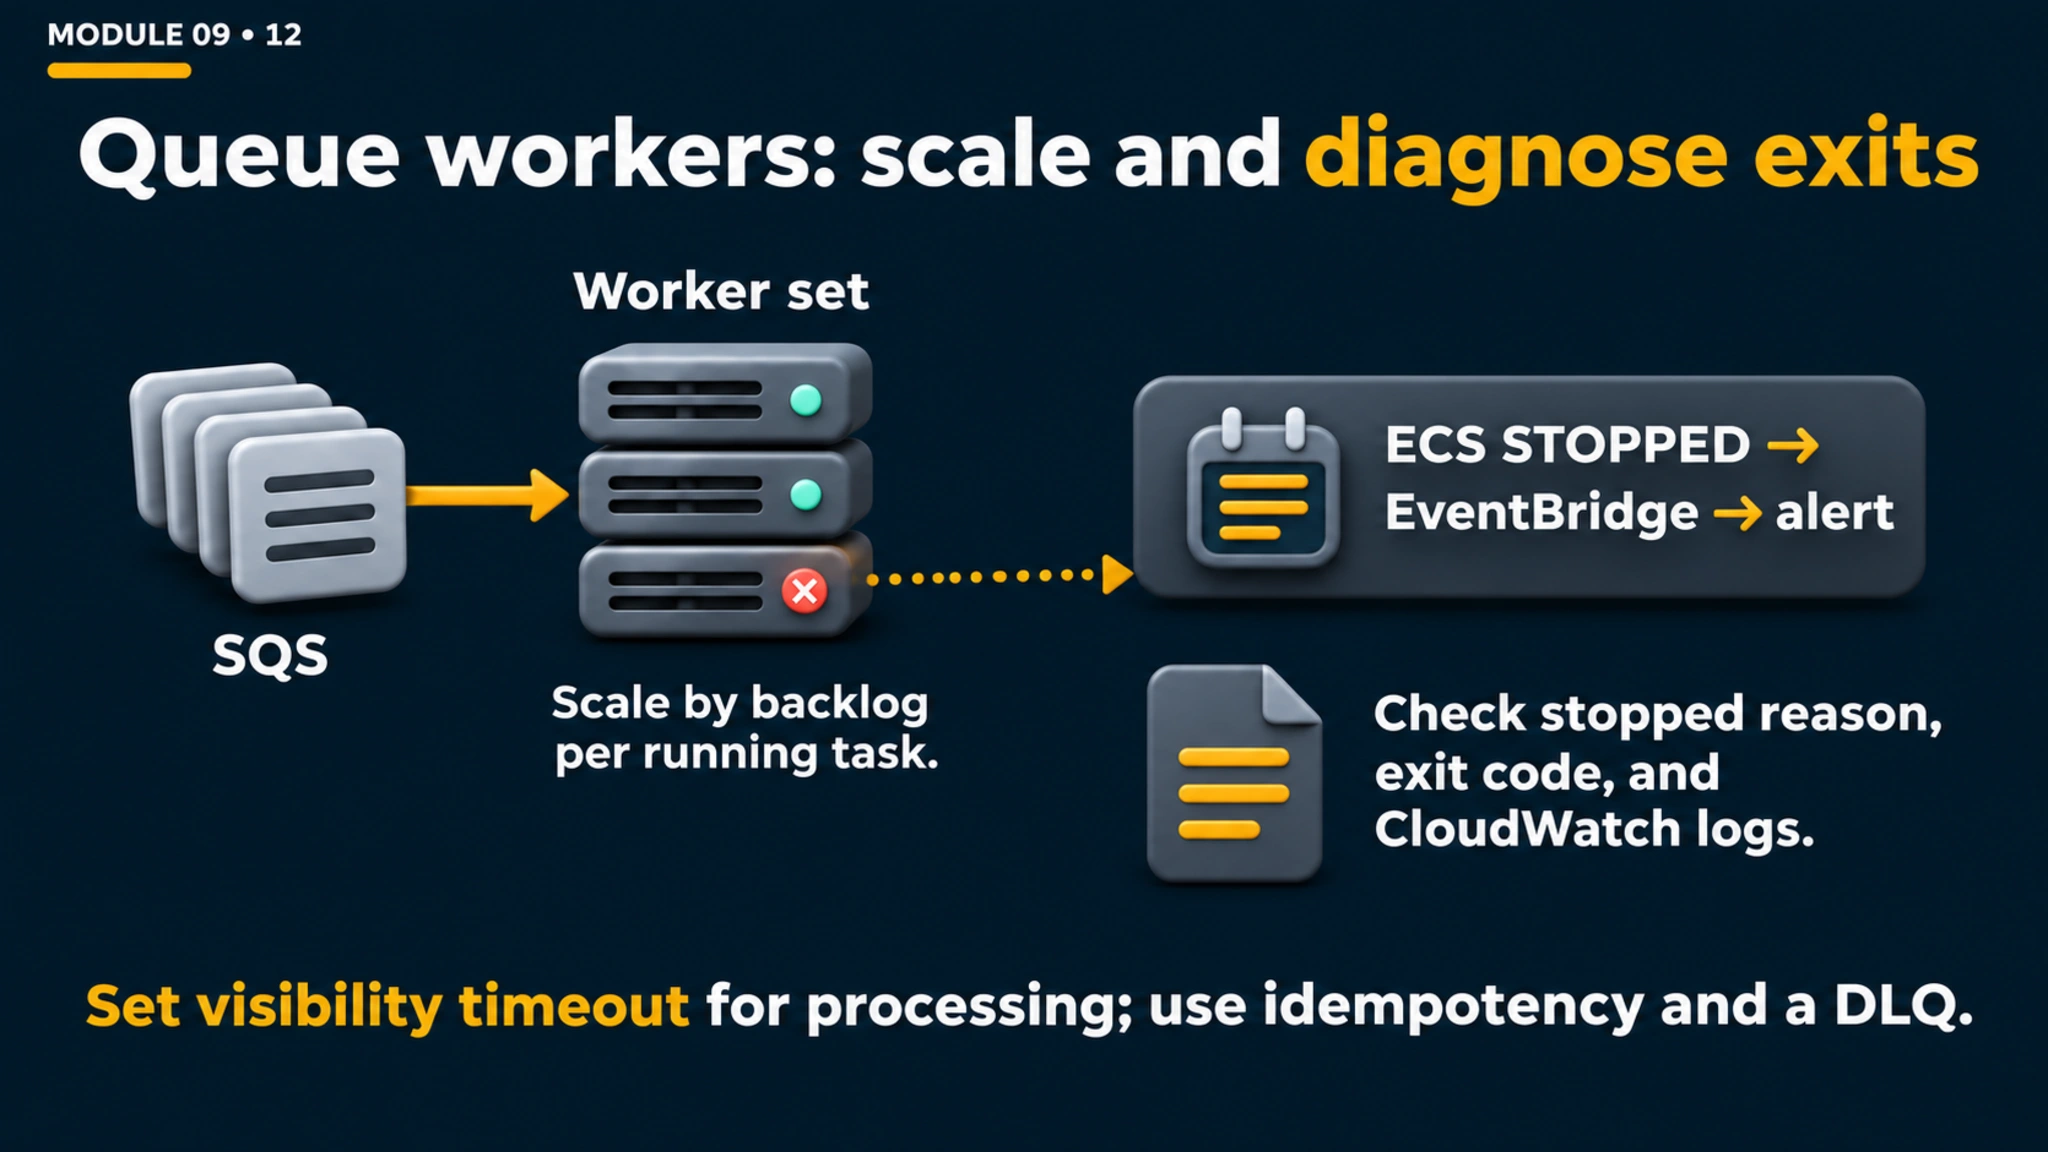 MODULE 09 • 12
Queue workers: scale and diagnose exits
Worker set
SQS
Scale by backlog
per running task.
ECS STOPPED →
EventBridge → alert
Check stopped reason,
exit code, and
CloudWatch logs.
Set visibility timeout for processing; use idempotency and a DLQ.